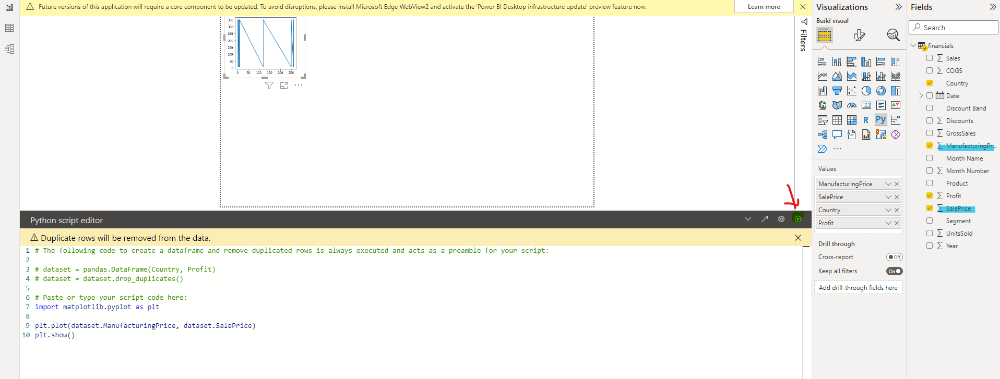 Future versions of this application will require a core component to be updated. To avoid disruptions, please install Microsoft Edge WebView2 and activate the 'Power BI Desktop infrastructure update' preview feature now.
Learn more
350
300
250
200
150
100
50
0
0 50 100 150 200 250
Filters
Python script editor
Duplicate rows will be removed from the data.
1 # The following code to create a dataframe and remove duplicated rows is always executed and acts as a preamble for your script:
2
3 # dataset = pandas.DataFrame(Country, Profit)
4 # dataset = dataset.drop_duplicates()
5
6 # Paste or type your script code here:
7 import matplotlib.pyplot as plt
8
9 plt.plot(dataset.ManufacturingPrice, dataset.SalePrice)
10 plt.show()
Visualizations
Build visual
123
R
Py
Values
ManufacturingPrice
SalePrice
Country
Profit
Drill through
Cross-report
Off
Keep all filters
On
Add drill-through fields here
Fields
Search
financials
Sales
COGS
Country
Date
Discount Band
Discounts
GrossSales
ManufacturingPr...
Month Name
Month Number
Product
Profit
SalePrice
Segment
UnitsSold
Year